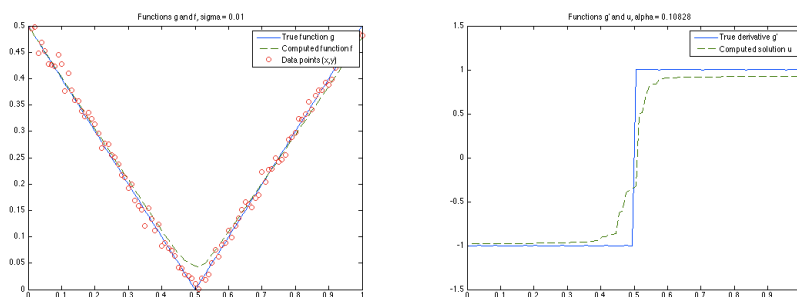 Functions g and f, sigma = 0.01
0.5
0.45
0.4
0.35
0.3
0.25
0.2
0.15
0.1
0.05
0
0 0.1 0.2 0.3 0.4 0.5 0.6 0.7 0.8 0.9 1
True function g
Computed function f
Data points (x,y)
Functions g' and u, alpha = 0.10828
1.5
1
0.5
0
-0.5
-1
-1.5
0 0.1 0.2 0.3 0.4 0.5 0.6 0.7 0.8 0.9
True derivative g'
Computed solution u